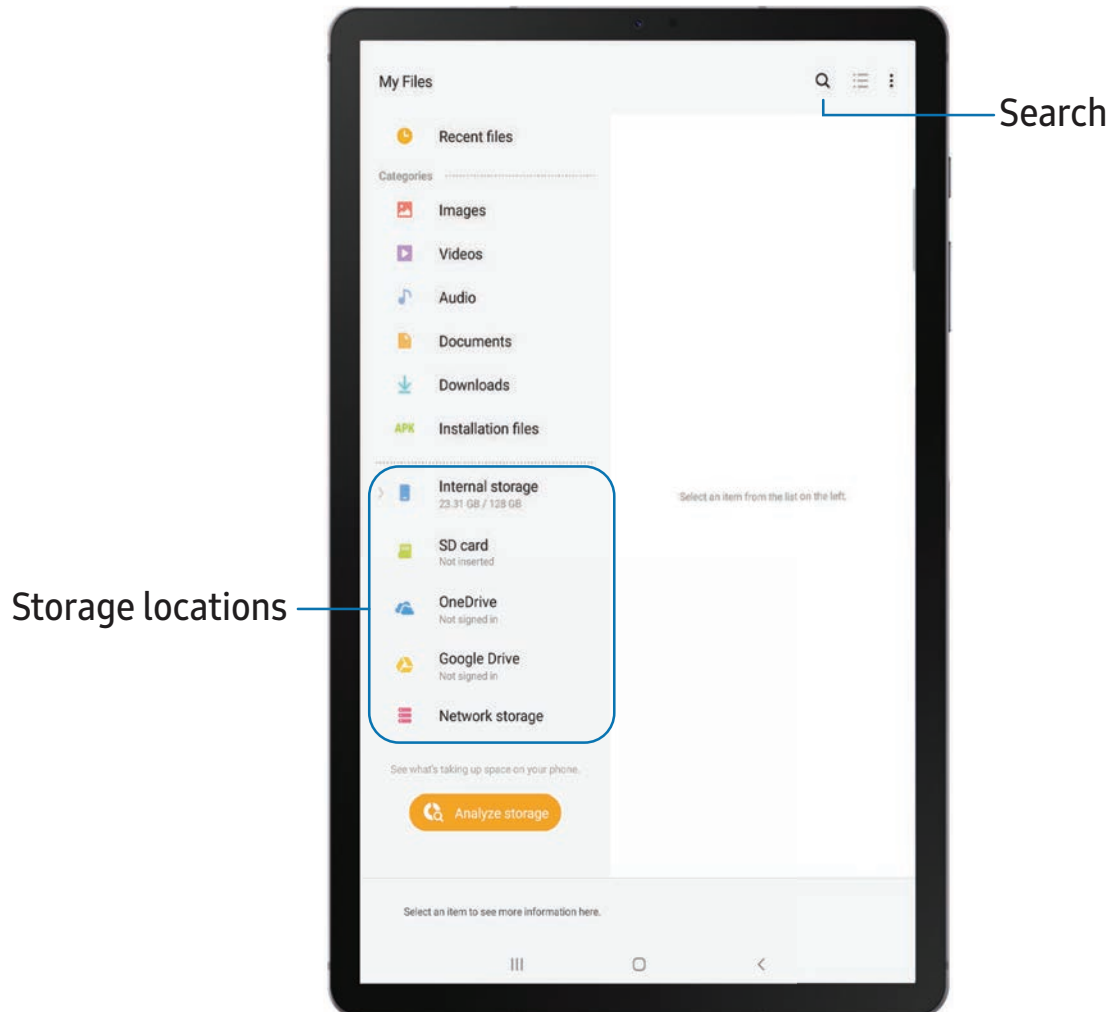 My Files
Search
Recent files
Categories
Images
Videos
Audio
Documents
Downloads
APK Installation files
Internal storage
23.31 GB / 128 GB
Select an item from the list on the left.
SD card
Not inserted
Storage locations
OneDrive
Not signed in
Google Drive
Not signed in
Network storage
See what's taking up space on your phone.
Analyze storage
Select an item to see more information here.